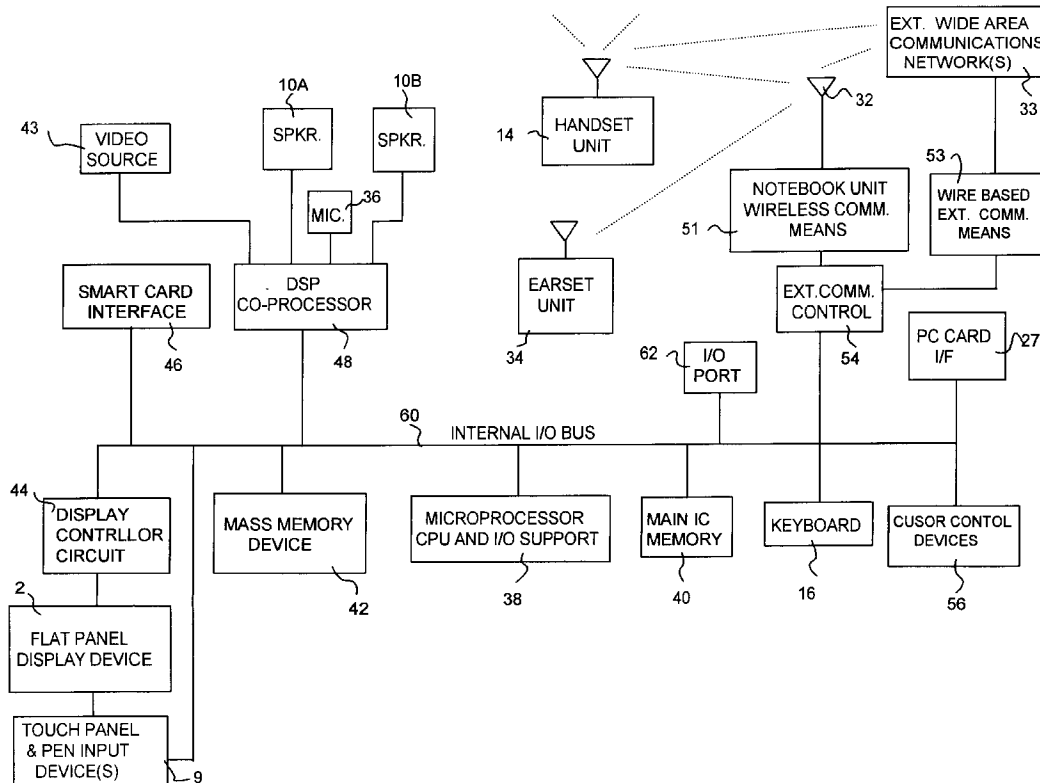 EXT. WIDE AREA
COMMUNICATIONS
NETWORK(S)
33
10A
10B
SPKR.
SPKR.
32
43
VIDEO
SOURCE
14
HANDSET
UNIT
53
36
MIC.
NOTEBOOK UNIT
WIRELESS COMM.
MEANS
51
WIRE BASED
EXT. COMM.
MEANS
SMART CARD
INTERFACE
46
DSP
CO-PROCESSOR
48
EARSET
UNIT
34
EXT.COMM.
CONTROL
54
62
I/O
PORT
PC CARD
I/F
27
60
INTERNAL I/O BUS
44
DISPLAY
CONTRLLOR
CIRCUIT
MASS MEMORY
DEVICE
42
MICROPROCESSOR
CPU AND I/O SUPPORT
38
MAIN IC
MEMORY
40
KEYBOARD
16
CUSOR CONTOL
DEVICES
56
2
FLAT PANEL
DISPLAY DEVICE
TOUCH PANEL
& PEN INPUT
DEVICE(S)
9